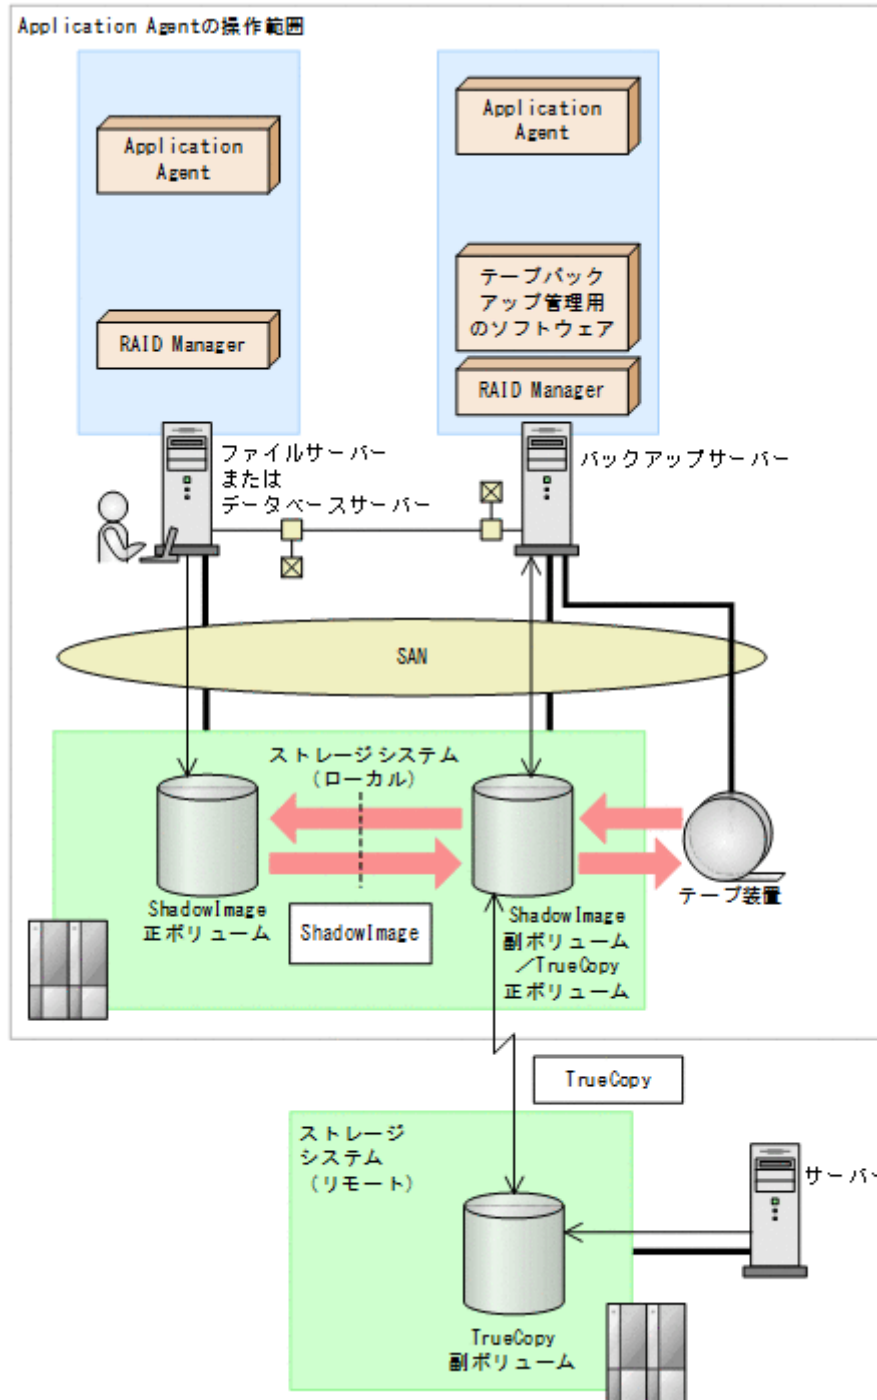 Application Agentの操作範囲
Application
Agent
RAID Manager
Application
Agent
テープバック
アップ管理用
のソフトウェア
RAID Manager
ファイルサーバー
または
データベースサーバー
バックアップサーバー
SAN
ストレージシステム
(ローカル)
ShadowImage
正ボリューム
ShadowImage
ShadowImage
副ボリューム
／TrueCopy
正ボリューム
テープ装置
TrueCopy
ストレージ
システム
(リモート)
サーバー
TrueCopy
副ボリューム